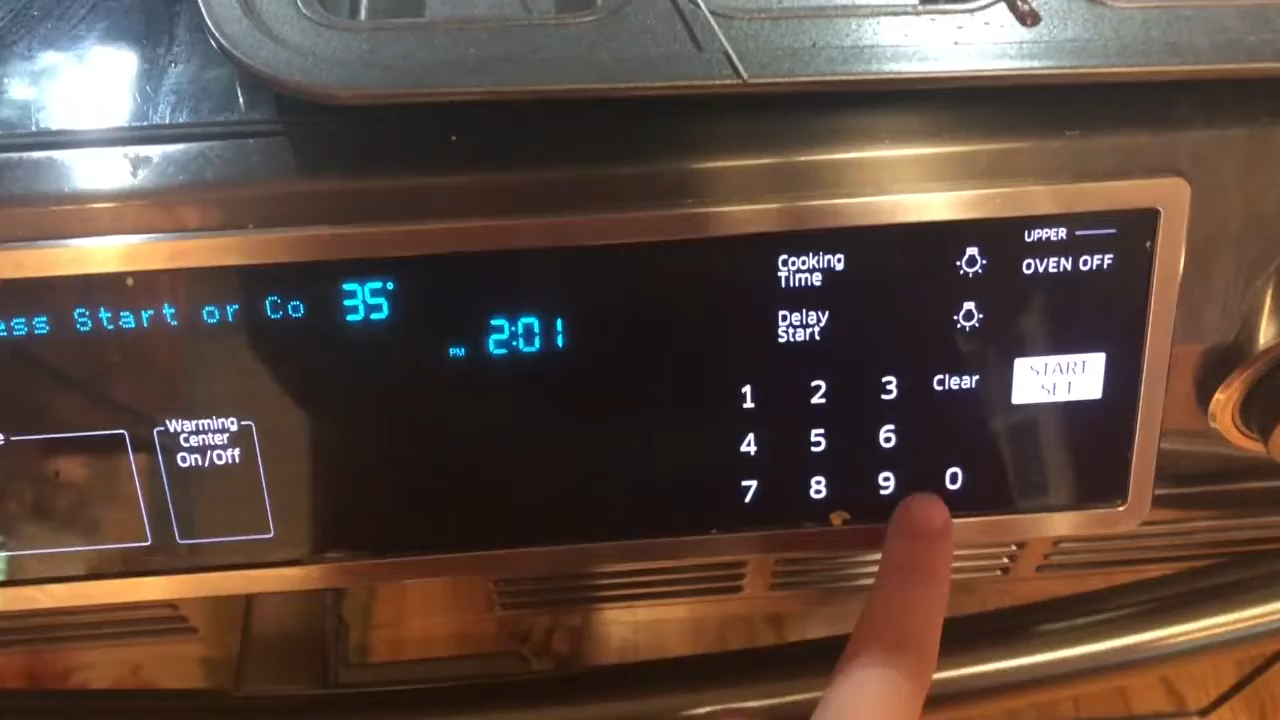 ess Start or Co 35°
PM 2:01
Warming
Center
On/Off
Cooking
Time
Delay
Start
UPPER
OVEN OFF
1 2 3 Clear
START
SET
4 5 6
7 8 9 0